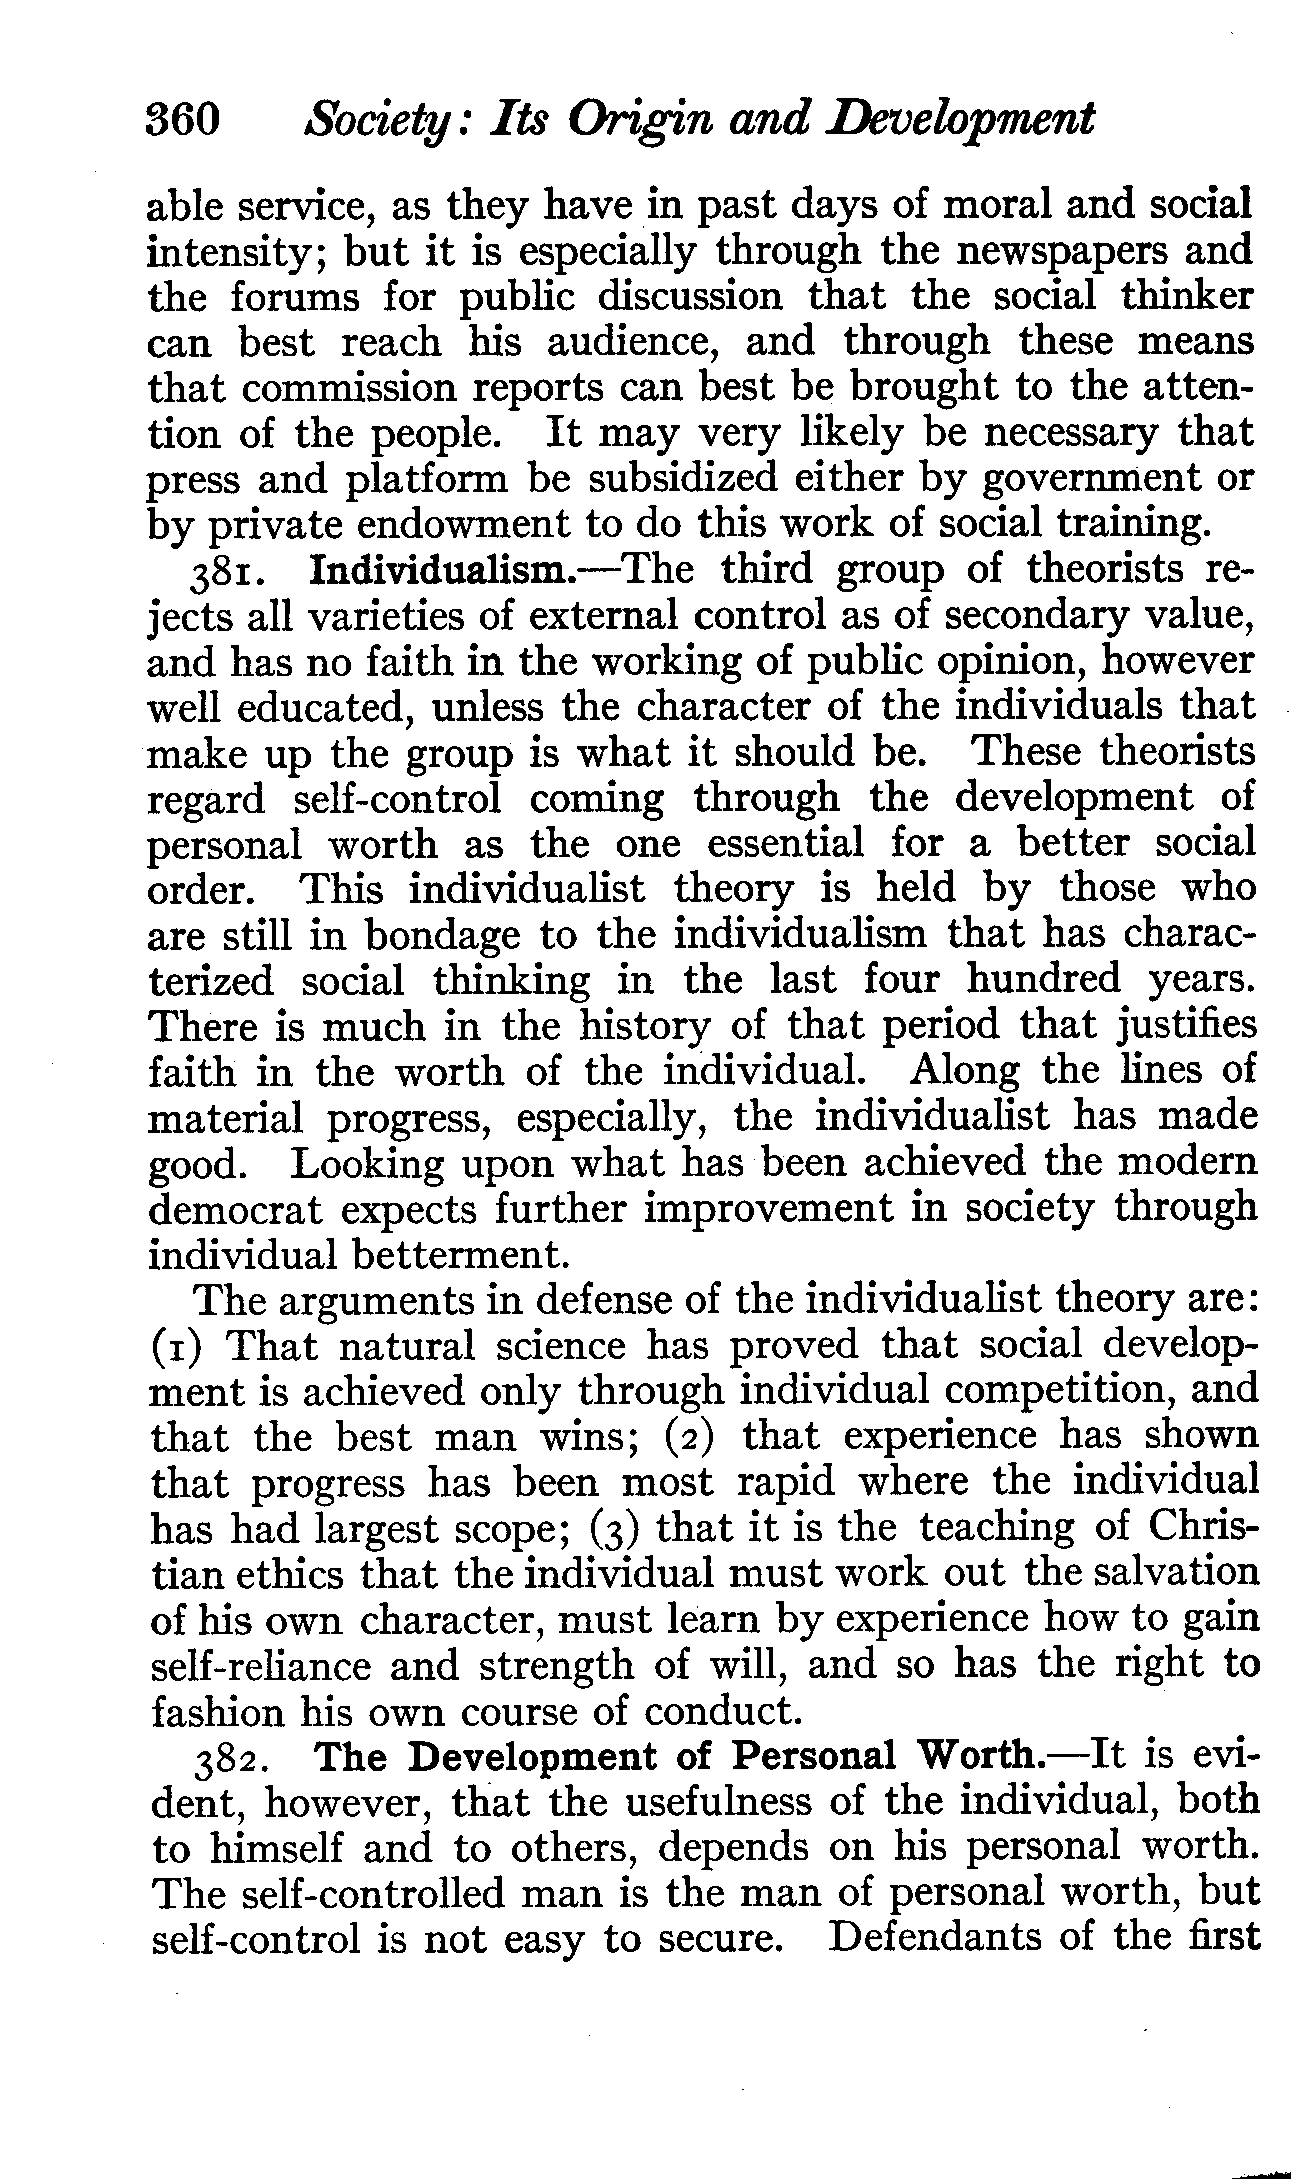 360 Society: Its Origin and Development
able service, as they have in past days of moral and social
intensity; but it is especially through the newspapers and
the forums for public discussion that the social thinker
can best reach his audience, and through these means
that commission reports can best be brought to the atten-
tion of the people. It may very likely be necessary that
press and platform be subsidized either by government or
by private endowment to do this work of social training.
381. Individualism.—The third group of theorists re-
jects all varieties of external control as of secondary value,
and has no faith in the working of public opinion, however
well educated, unless the character of the individuals that
make up the group is what it should be. These theorists
regard self-control coming through the development of
personal worth as the one essential for a better social
order. This individualist theory is held by those who
are still in bondage to the individualism that has charac-
terized social thinking in the last four hundred years.
There is much in the history of that period that justifies
faith in the worth of the individual. Along the lines of
material progress, especially, the individualist has made
good. Looking upon what has been achieved the modern
democrat expects further improvement in society through
individual betterment.
The arguments in defense of the individualist theory are:
(1) That natural science has proved that social develop-
ment is achieved only through individual competition, and
that the best man wins; (2) that experience has shown
that progress has been most rapid where the individual
has had largest scope; (3) that it is the teaching of Chris-
tian ethics that the individual must work out the salvation
of his own character, must learn by experience how to gain
self-reliance and strength of will, and so has the right to
fashion his own course of conduct.
382. The Development of Personal Worth.—It is evi-
dent, however, that the usefulness of the individual, both
to himself and to others, depends on his personal worth.
The self-controlled man is the man of personal worth, but
self-control is not easy to secure. Defendants of the first